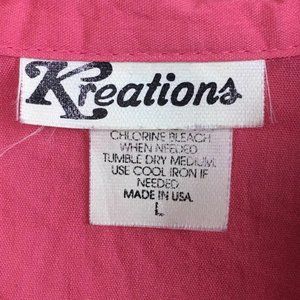 Kreations
CHLORINE BLEACH
WHEN NEEDED
TUMBLE DRY MEDIUM
USE COOL IRON IF
NEEDED
MADE IN USA
L